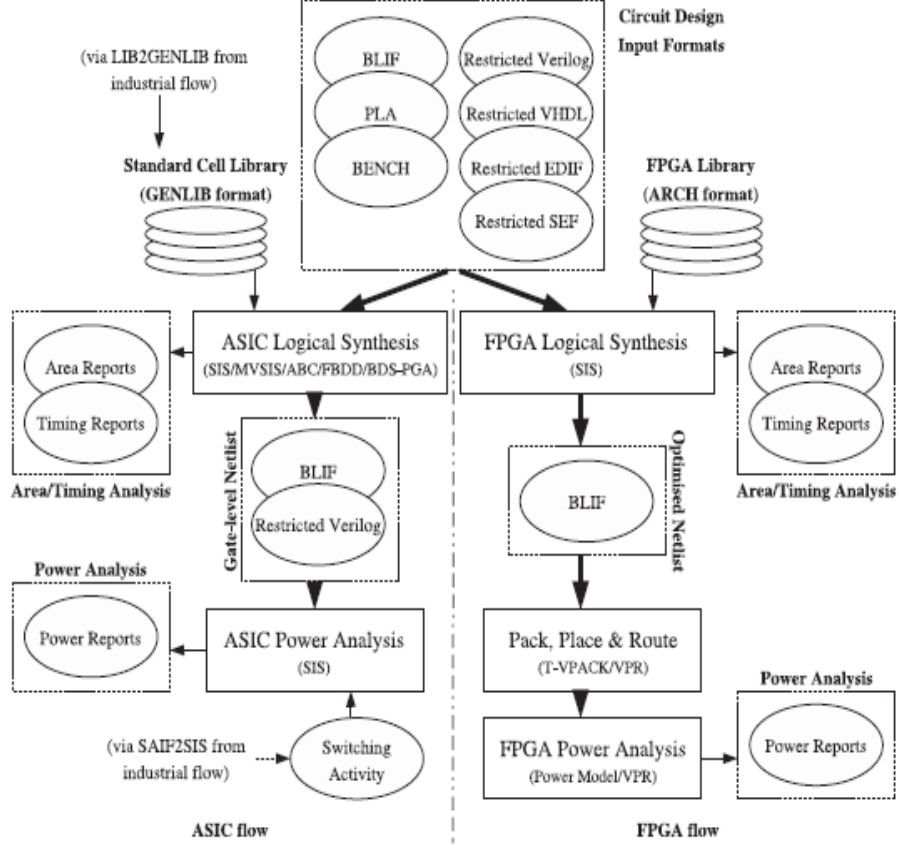 Circuit Design
Input Formats
(via LIB2GENLIB from
industrial flow)
BLIF
PLA
BENCH
Restricted Verilog
Restricted VHDL
Restricted EDIF
Restricted SEF
Standard Cell Library
(GENLIB format)
FPGA Library
(ARCH format)
ASIC Logical Synthesis
(SIS/MVSIS/ABC/FBDD/BDS-PGA)
FPGA Logical Synthesis
(SIS)
Area Reports
Timing Reports
Area/Timing Analysis
Area Reports
Timing Reports
Area/Timing Analysis
Gate-level Netlist
BLIF
Restricted Verilog
BLIF
Optimised Netlist
Power Analysis
Power Reports
ASIC Power Analysis
(SIS)
Pack, Place & Route
(T-VPACK/VPR)
(via SAIF2SIS from
industrial flow)
Switching
Activity
FPGA Power Analysis
(Power Model/VPR)
Power Analysis
Power Reports
ASIC flow
FPGA flow